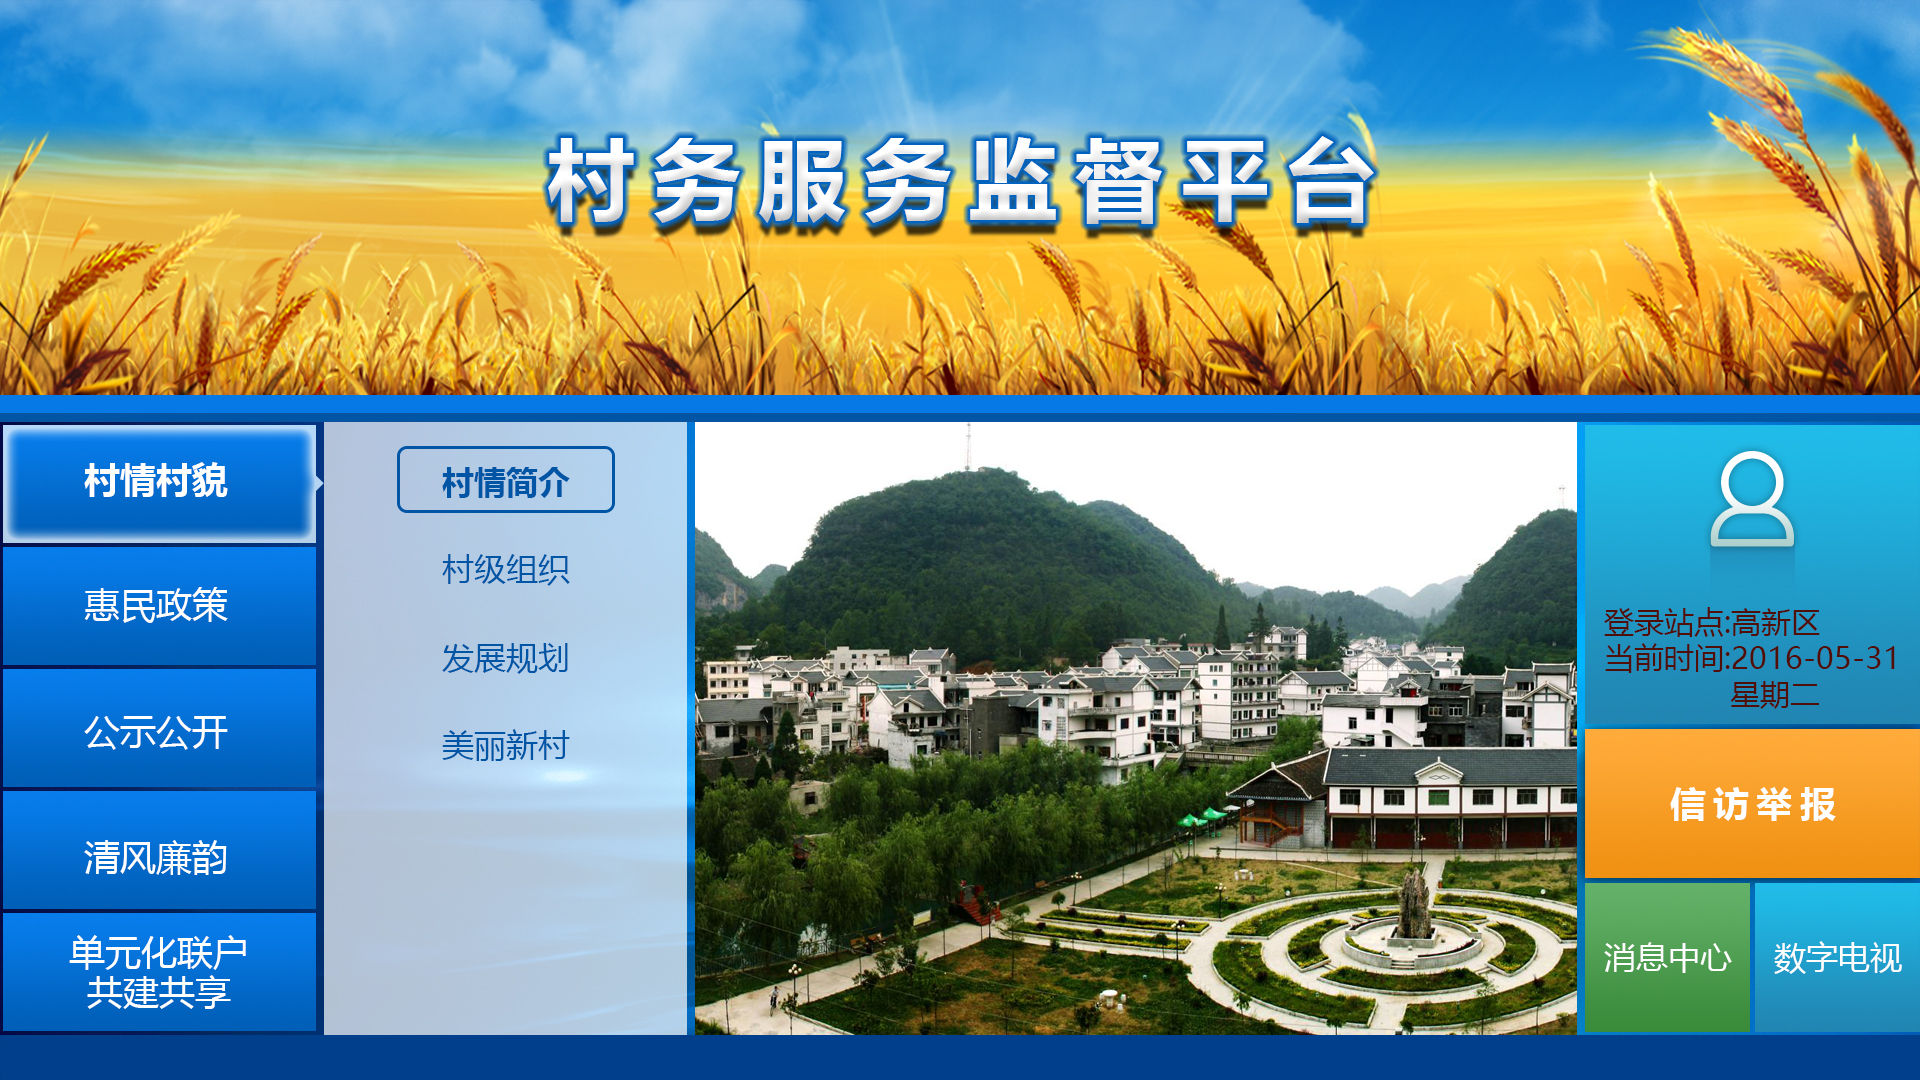 村务服务监督平台
村情村貌
惠民政策
公示公开
清风廉韵
单元化联户
共建共享
村情简介
村级组织
发展规划
美丽新村
登录站点:高新区
当前时间:2016-05-31
星期二
信访举报
消息中心
数字电视